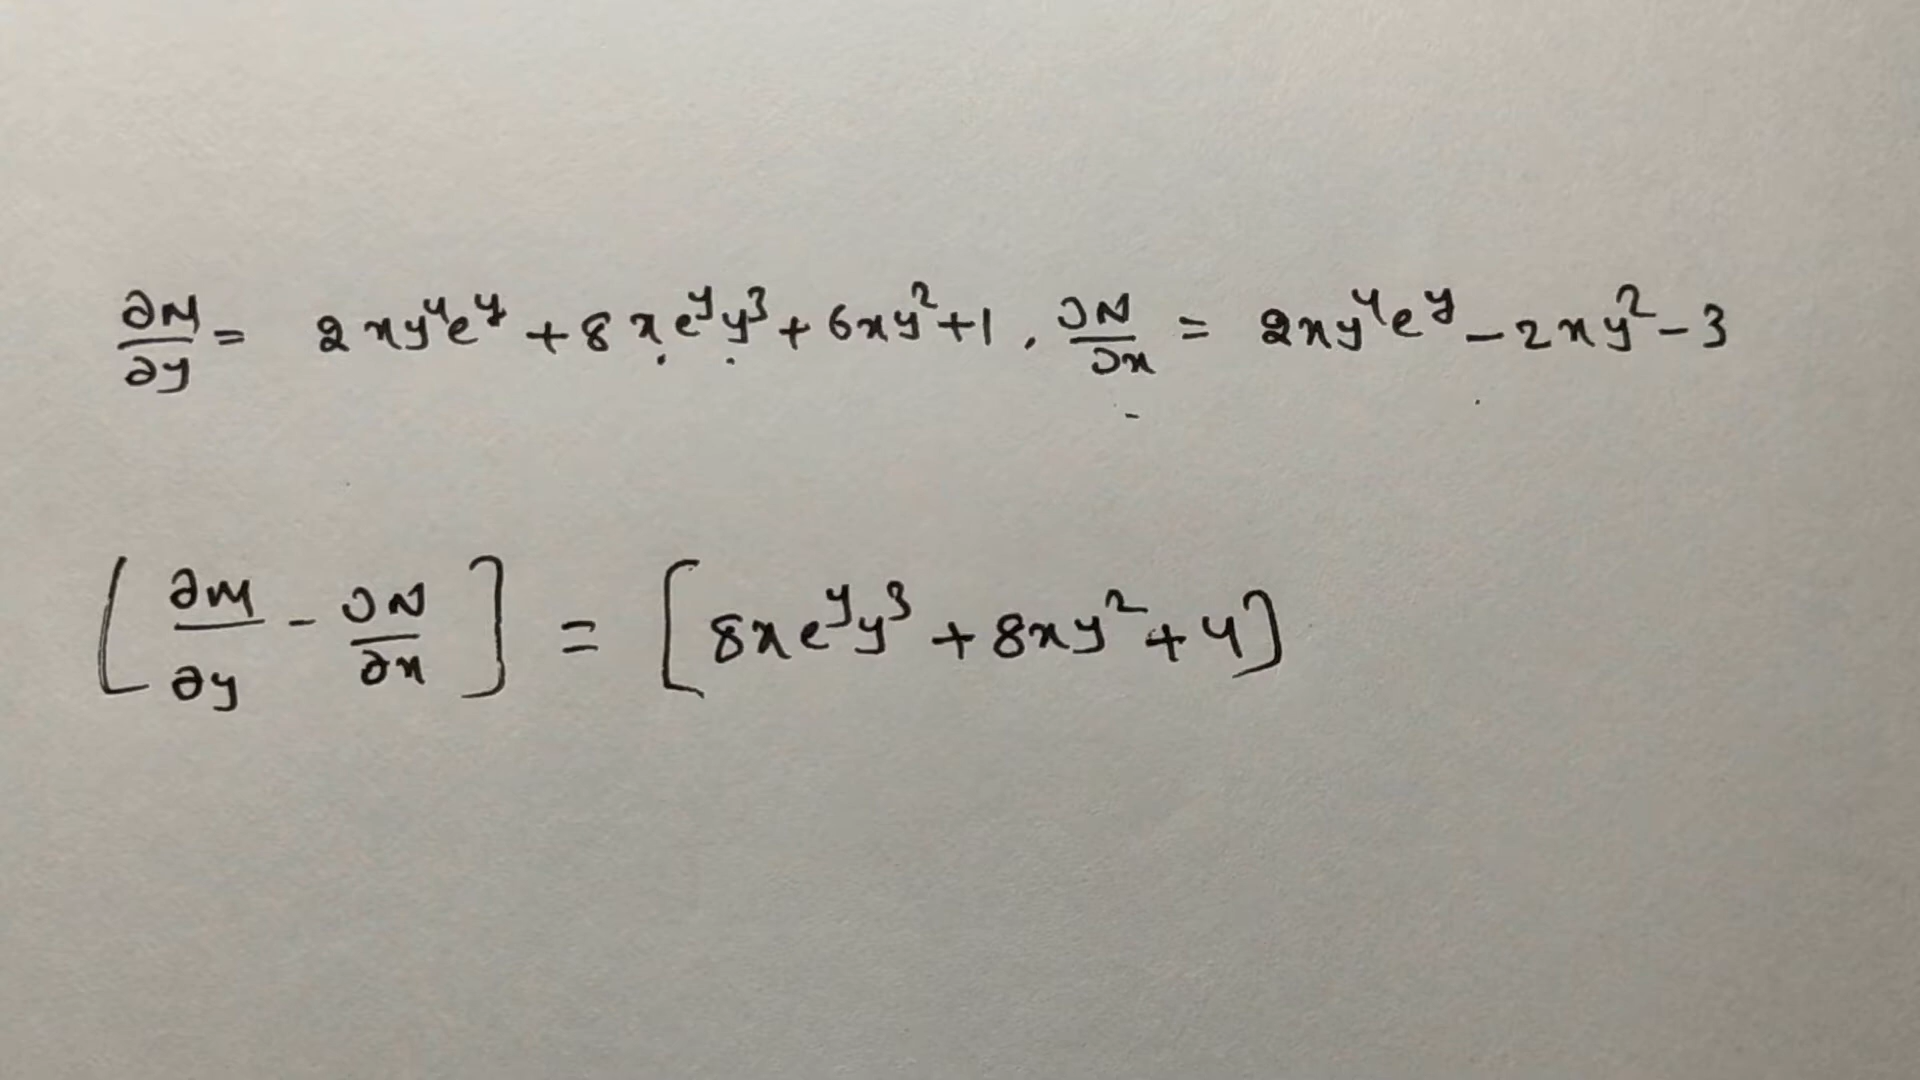 ∂M/∂y = 2xy⁴eʸ + 8xeʸy³ + 6xy² + 1, ∂N/∂x = 2xy⁴eʸ - 2xy² - 3
[∂M/∂y - ∂N/∂x] = [8xeʸy³ + 8xy² + 4]